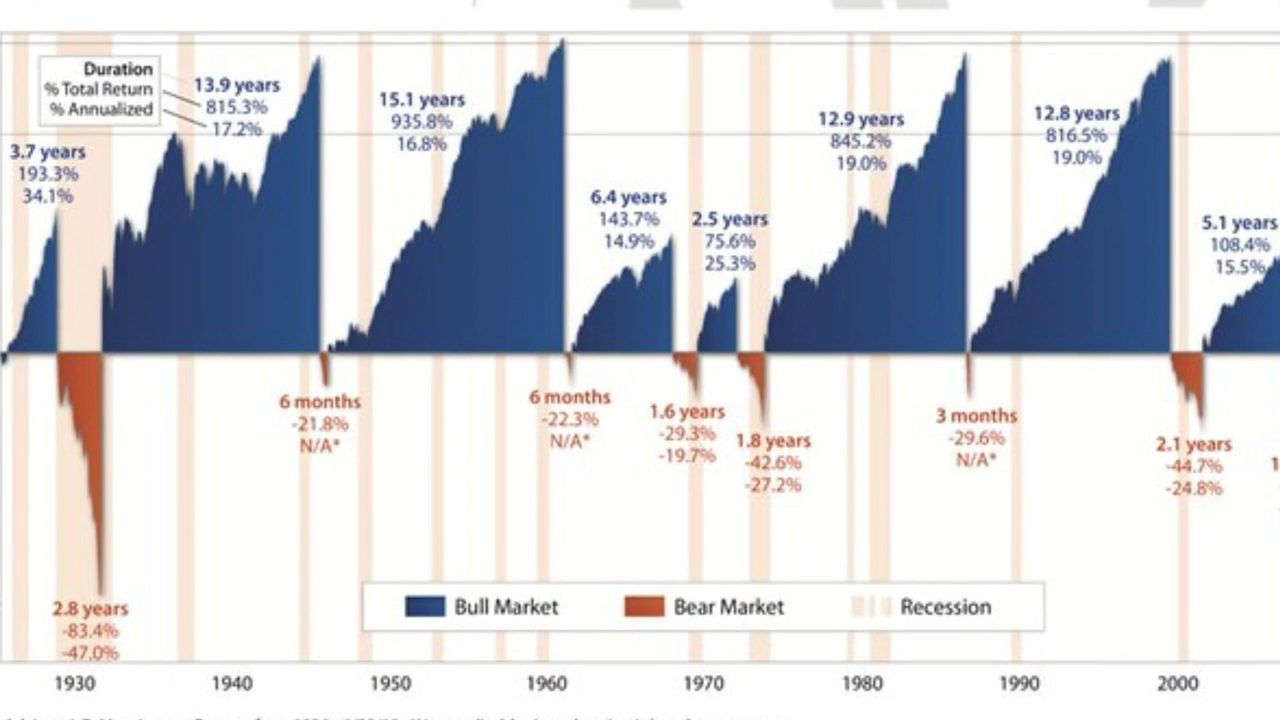 Duration
% Total Return
% Annualized
3.7 years
193.3%
34.1%
13.9 years
815.3%
17.2%
15.1 years
935.8%
16.8%
6.4 years
143.7%
14.9%
2.5 years
75.6%
25.3%
12.9 years
845.2%
19.0%
12.8 years
816.5%
19.0%
5.1 years
108.4%
15.5%
2.8 years
-83.4%
-47.0%
6 months
-21.8%
N/A*
6 months
-22.3%
N/A*
1.6 years
-29.3%
-19.7%
1.8 years
-42.6%
-27.2%
3 months
-29.6%
N/A*
2.1 years
-44.7%
-24.8%
1
Bull Market
Bear Market
Recession
1930 1940 1950 1960 1970 1980 1990 2000